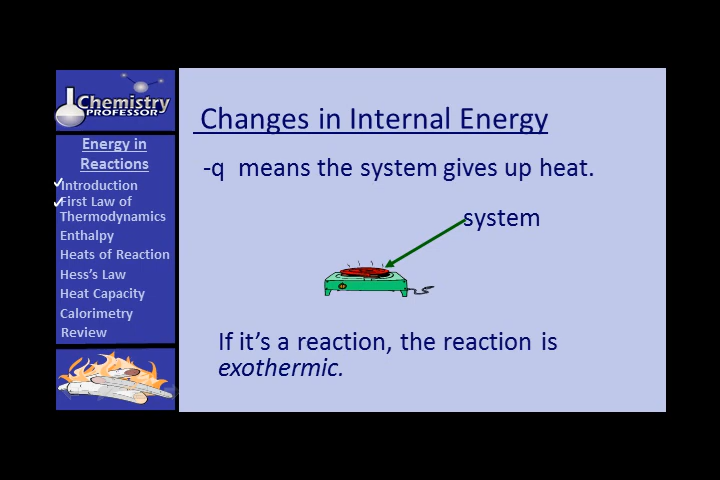 Chemistry
PROFESSOR
Energy in
Reactions
Introduction
First Law of
Thermodynamics
Enthalpy
Heats of Reaction
Hess's Law
Heat Capacity
Calorimetry
Review
Changes in Internal Energy
-q means the system gives up heat.
system
If it's a reaction, the reaction is
exothermic.